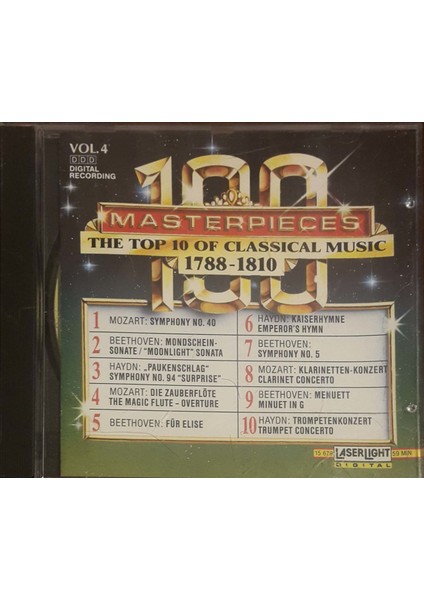 VOL.4
DDD
DIGITAL
RECORDING
100
MASTERPIECES
THE TOP 10 OF CLASSICAL MUSIC
1788-1810
1 MOZART: SYMPHONY NO. 40
2 BEETHOVEN: MONDSCHEIN-
SONATE / "MOONLIGHT" SONATA
3 HAYDN: „PAUKENSCHLAG"
SYMPHONY NO. 94 "SURPRISE"
4 MOZART: DIE ZAUBERFLÖTE
THE MAGIC FLUTE – OVERTURE
5 BEETHOVEN: FÜR ELISE
6 HAYDN: KAISERHYMNE
EMPEROR'S HYMN
7 BEETHOVEN:
SYMPHONY NO. 5
8 MOZART: KLARINETTEN-KONZERT
CLARINET CONCERTO
9 BEETHOVEN: MENUETT
MINUET IN G
10 HAYDN: TROMPETENKONZERT
TRUMPET CONCERTO
LASERLIGHT
DIGITAL
59 MIN